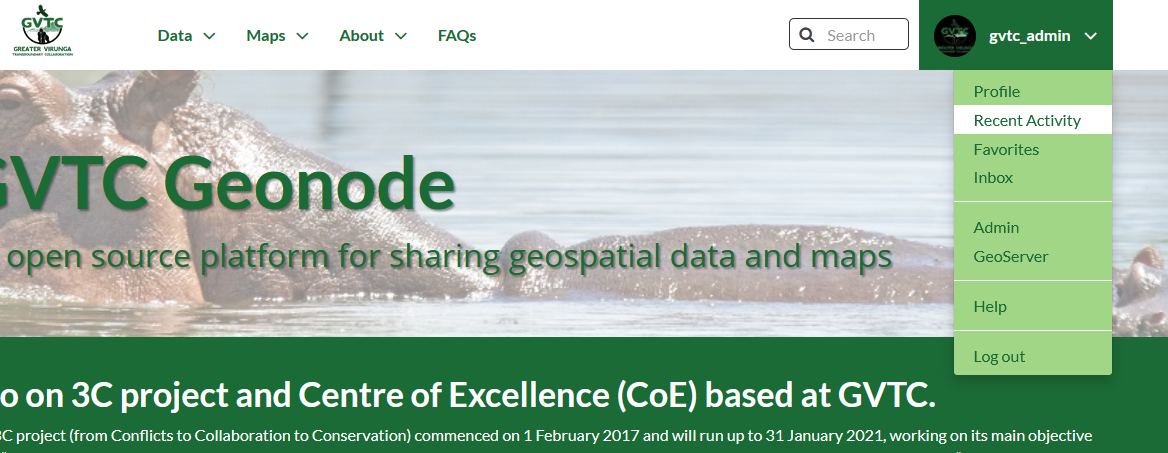 GVTC
GREATER VIRUNGA
TRANSBOUNDARY COLLABORATION
Data
Maps
About
FAQs
Search
gvtc_admin
Profile
Recent Activity
Favorites
Inbox
Admin
GeoServer
Help
Log out
GVTC Geonode
open source platform for sharing geospatial data and maps
o on 3C project and Centre of Excellence (CoE) based at GVTC.
3C project (from Conflicts to Collaboration to Conservation) commenced on 1 February 2017 and will run up to 31 January 2021, working on its main objective